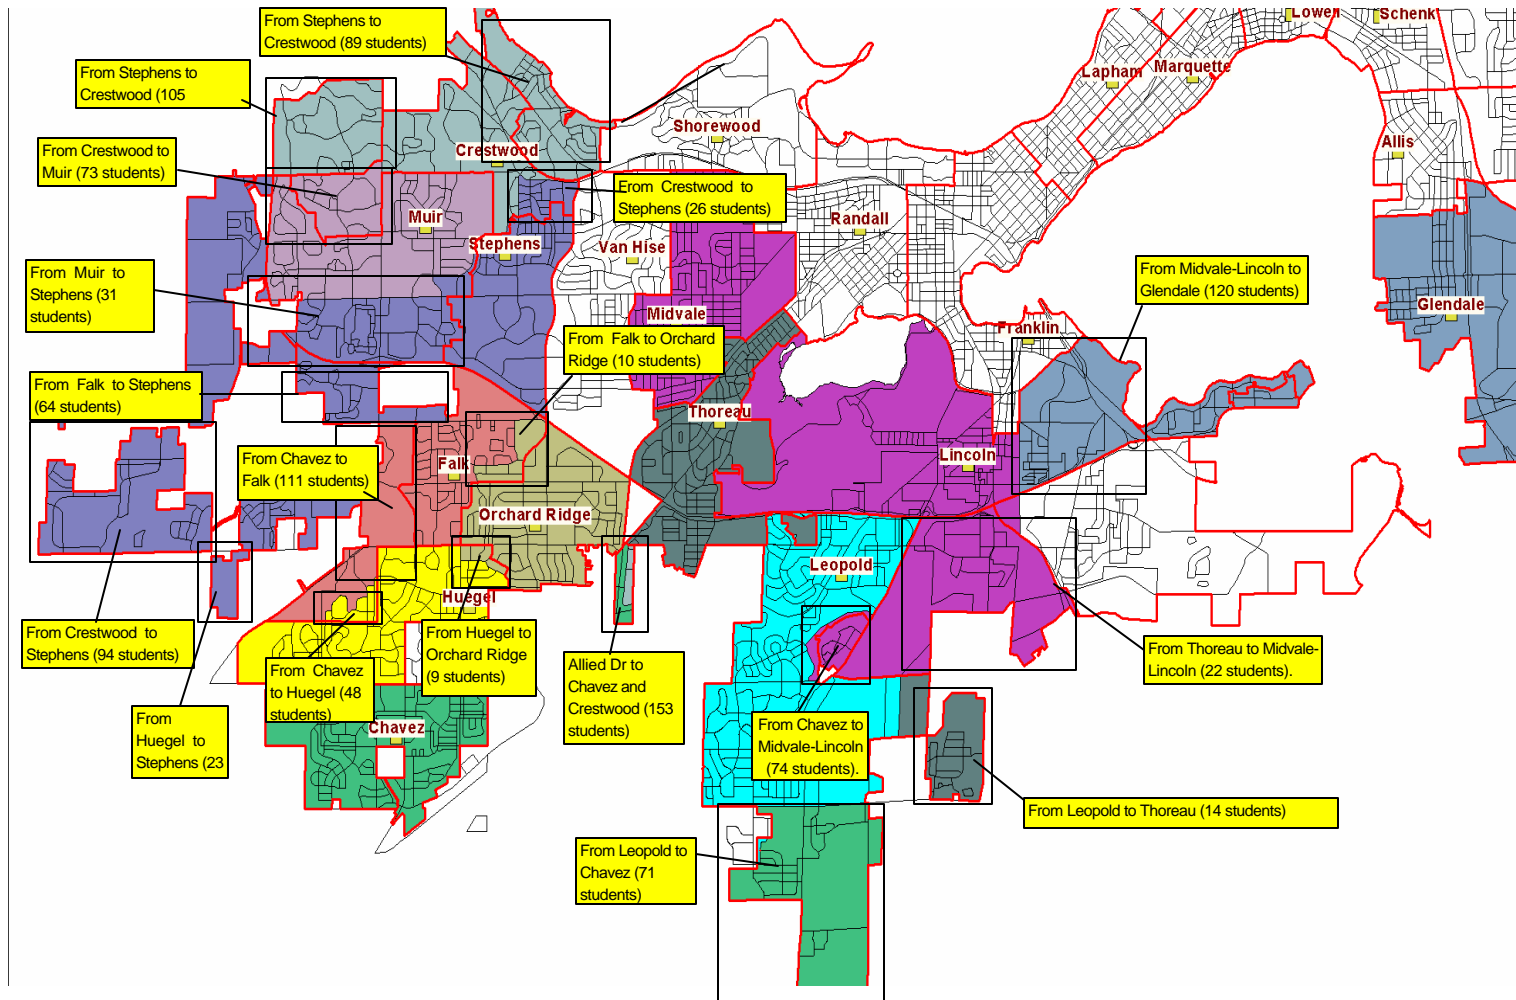 From Stephens to
Crestwood (89 students)
Lowell
Schenk
From Stephens to
Crestwood (105
Lapham
Marquette
Shorewood
Allis
From Crestwood to
Muir (73 students)
Crestwood
From Crestwood to
Stephens (26 students)
Muir
Randall
Stephens
Van Hise
From Muir to
Stephens (31
students)
From Midvale-Lincoln to
Glendale (120 students)
Glendale
Midvale
Franklin
From Falk to Orchard
Ridge (10 students)
From Falk to Stephens
(64 students)
Thoreau
From Chavez to
Falk (111 students)
Falk
Lincoln
Orchard Ridge
Leopold
Huegel
From Crestwood to
Stephens (94 students)
From Huegel to
Orchard Ridge
(9 students)
From Chavez
to Huegel (48
students)
Allied Dr to
Chavez and
Crestwood (153
students)
From Thoreau to Midvale-
Lincoln (22 students).
From
Huegel to
Stephens (23
Chavez
From Chavez to
Midvale-Lincoln
(74 students).
From Leopold to Thoreau (14 students)
From Leopold to
Chavez (71
students)